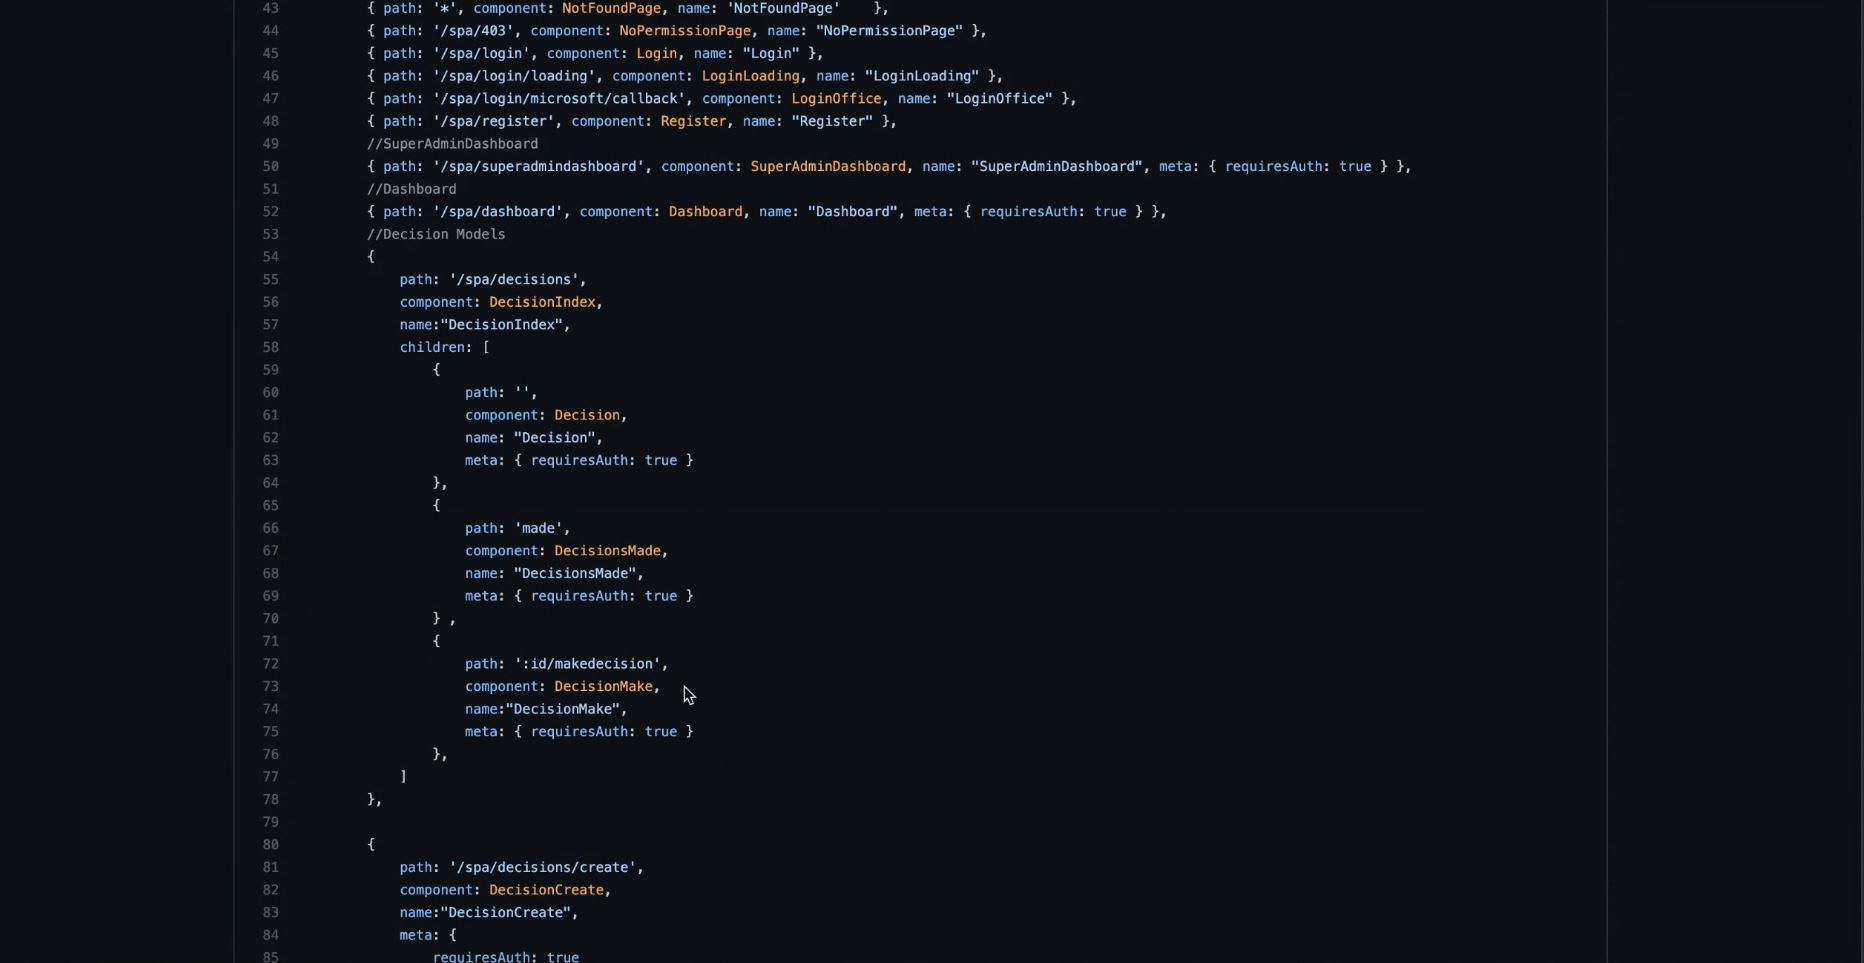 43 { path: '*', component: NotFoundPage, name: 'NotFoundPage' },
44 { path: '/spa/403', component: NoPermissionPage, name: "NoPermissionPage" },
45 { path: '/spa/login', component: Login, name: "Login" },
46 { path: '/spa/login/loading', component: LoginLoading, name: "LoginLoading" },
47 { path: '/spa/login/microsoft/callback', component: LoginOffice, name: "LoginOffice" },
48 { path: '/spa/register', component: Register, name: "Register" },
49 //SuperAdminDashboard
50 { path: '/spa/superadmindashboard', component: SuperAdminDashboard, name: "SuperAdminDashboard", meta: { requiresAuth: true } },
51 //Dashboard
52 { path: '/spa/dashboard', component: Dashboard, name: "Dashboard", meta: { requiresAuth: true } },
53 //Decision Models
54 {
55 path: '/spa/decisions',
56 component: DecisionIndex,
57 name:"DecisionIndex",
58 children: [
59 {
60 path: '',
61 component: Decision,
62 name: "Decision",
63 meta: { requiresAuth: true }
64 },
65 {
66 path: 'made',
67 component: DecisionsMade,
68 name: "DecisionsMade",
69 meta: { requiresAuth: true }
70 } ,
71 {
72 path: ':id/makedecision',
73 component: DecisionMake,
74 name:"DecisionMake",
75 meta: { requiresAuth: true }
76 },
77 ]
78 },
79
80 {
81 path: '/spa/decisions/create',
82 component: DecisionCreate,
83 name:"DecisionCreate",
84 meta: {
85 requiresAuth: true